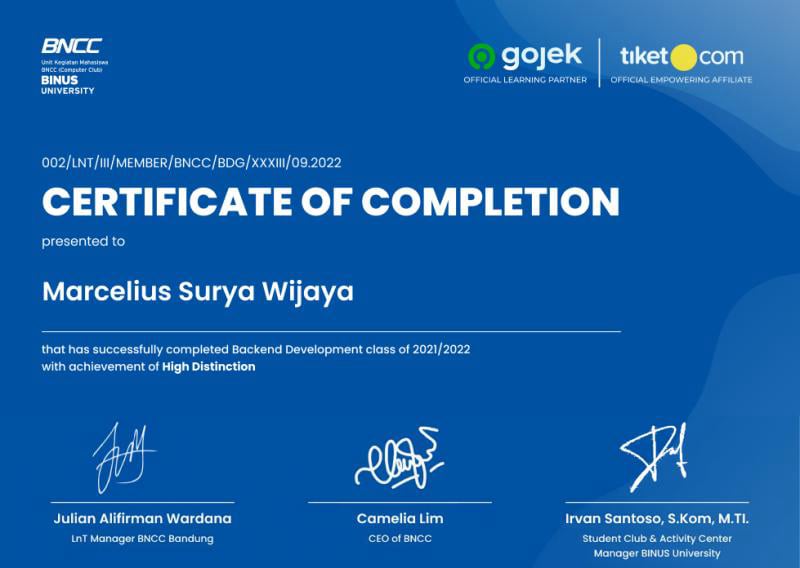 BNCC
Unit Kegiatan Mahasiswa
BNCC (Computer Club)
BINUS
UNIVERSITY
gojek
OFFICIAL LEARNING PARTNER
tiket com
OFFICIAL EMPOWERING AFFILIATE
002/LNT/III/MEMBER/BNCC/BDG/XXXIII/09.2022
CERTIFICATE OF COMPLETION
presented to
Marcelius Surya Wijaya
that has successfully completed Backend Development class of 2021/2022
with achievement of High Distinction
Julian Alifirman Wardana
LnT Manager BNCC Bandung
Camelia Lim
CEO of BNCC
Irvan Santoso, S.Kom, M.TI.
Student Club & Activity Center
Manager BINUS University